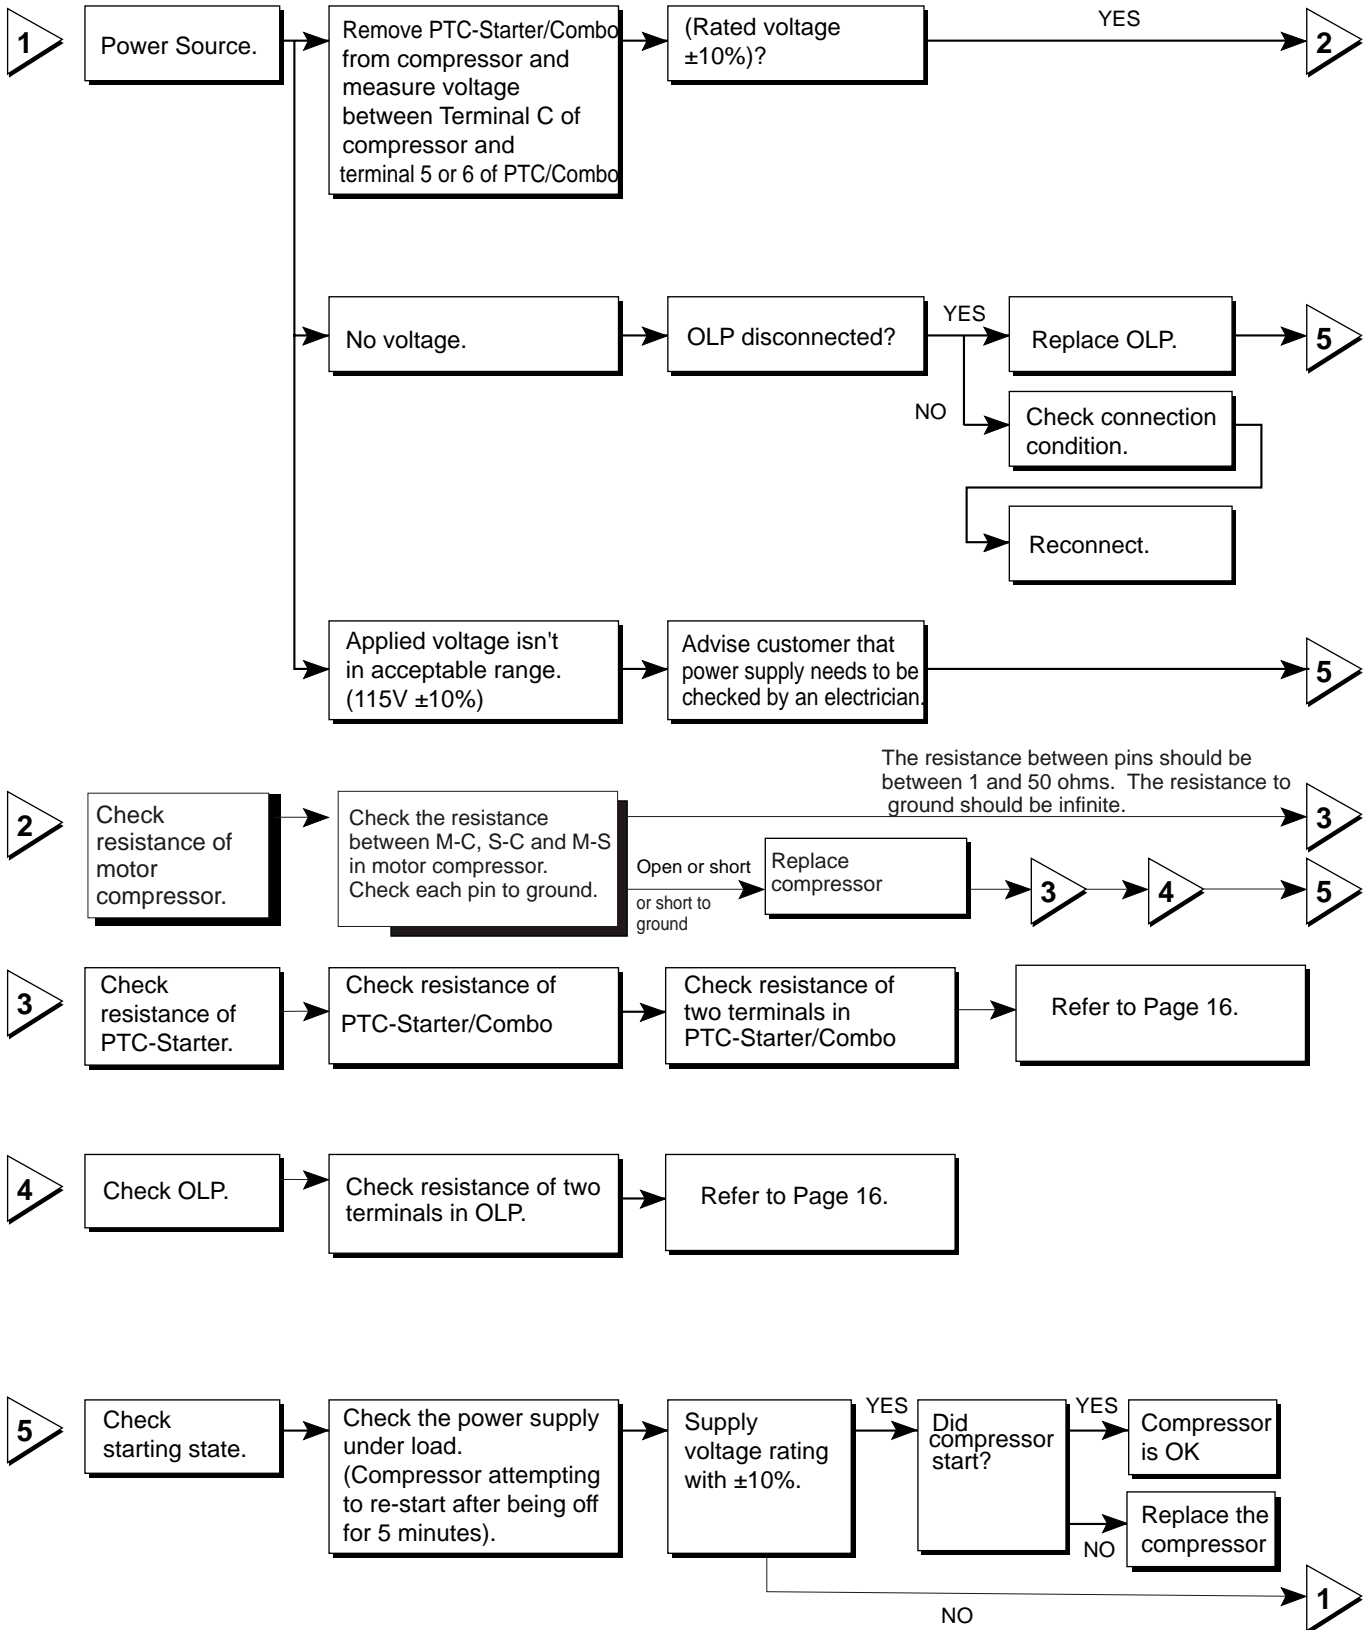 1
Power Source.
Remove PTC-Starter/Combo
from compressor and
measure voltage
between Terminal C of
compressor and
terminal 5 or 6 of PTC/Combo
(Rated voltage
±10%)?
YES
2
No voltage.
OLP disconnected?
YES
Replace OLP.
5
NO
Check connection
condition.
Reconnect.
Applied voltage isn't
in acceptable range.
(115V ±10%)
Advise customer that
power supply needs to be
checked by an electrician.
5
2
Check
resistance of
motor
compressor.
Check the resistance
between M-C, S-C and M-S
in motor compressor.
Check each pin to ground.
The resistance between pins should be
between 1 and 50 ohms. The resistance to
ground should be infinite.
3
Open or short
or short to
ground
Replace
compressor
3
4
5
3
Check
resistance of
PTC-Starter.
Check resistance of
PTC-Starter/Combo
Check resistance of
two terminals in
PTC-Starter/Combo
Refer to Page 16.
4
Check OLP.
Check resistance of two
terminals in OLP.
Refer to Page 16.
5
Check
starting state.
Check the power supply
under load.
(Compressor attempting
to re-start after being off
for 5 minutes).
Supply
voltage rating
with ±10%.
YES
Did
compressor
start?
YES
Compressor
is OK
NO
Replace the
compressor
NO
1